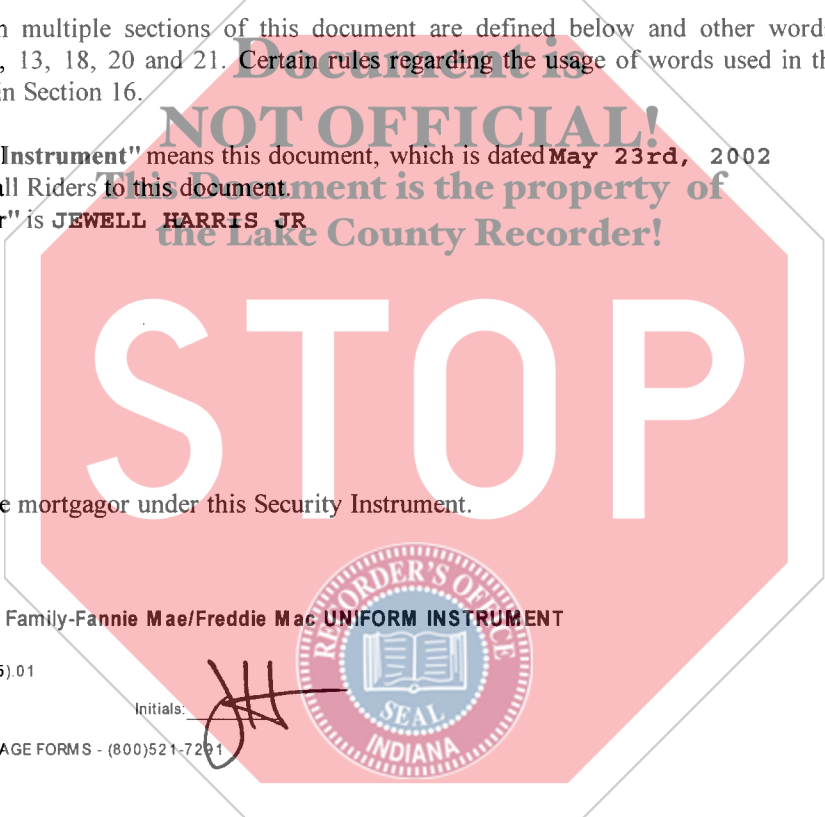 n multiple sections of this document are defined below and other word
, 13, 18, 20 and 21. Certain rules regarding the usage of words used in th
in Section 16.
Document is
NOT OFFICIAL!
This Document is the property of
the Lake County Recorder!
Instrument" means this document, which is dated May 23rd, 2002
all Riders to this document.
r" is JEWELL HARRIS JR
STOP
e mortgagor under this Security Instrument.
Family-Fannie Mae/Freddie Mac UNIFORM INSTRUMENT
).01
Initials: JH
AGE FORMS - (800)521-7291
RECORDER'S OFFICE
SEAL
INDIANA